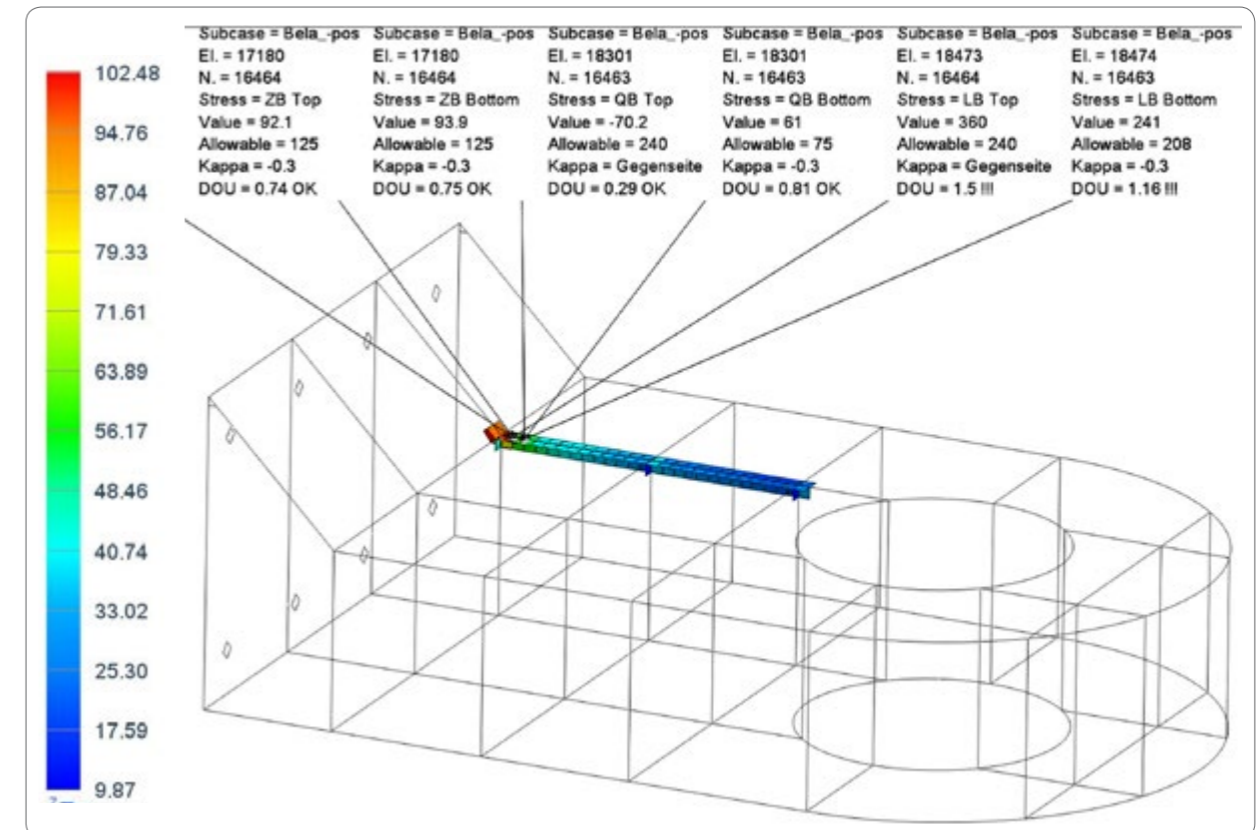 Subcase = Bela_-pos
El. = 17180
N. = 16464
Stress = ZB Top
Value = 92.1
Allowable = 125
Kappa = -0.3
DOU = 0.74 OK
Subcase = Bela_-pos
El. = 17180
N. = 16464
Stress = ZB Bottom
Value = 93.9
Allowable = 125
Kappa = -0.3
DOU = 0.75 OK
Subcase = Bela_-pos
El. = 18301
N. = 16463
Stress = QB Top
Value = -70.2
Allowable = 240
Kappa = Gegenseite
DOU = 0.29 OK
Subcase = Bela_-pos
El. = 18301
N. = 16463
Stress = QB Bottom
Value = 61
Allowable = 75
Kappa = -0.3
DOU = 0.81 OK
Subcase = Bela_-pos
El. = 18473
N. = 16464
Stress = LB Top
Value = 360
Allowable = 240
Kappa = Gegenseite
DOU = 1.5 !!!
Subcase = Bela_-pos
El. = 18474
N. = 16463
Stress = LB Bottom
Value = 241
Allowable = 208
Kappa = -0.3
DOU = 1.16 !!!
102.48
94.76
87.04
79.33
71.61
63.89
56.17
48.46
40.74
33.02
25.30
17.59
9.87